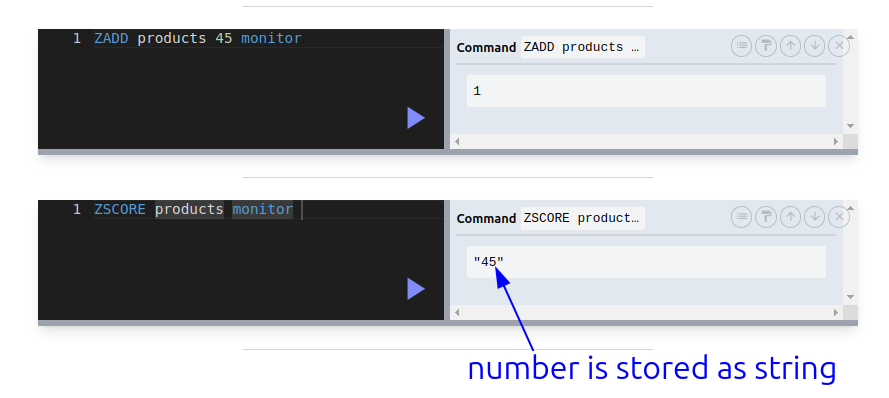 1 ZADD products 45 monitor
Command ZADD products …
1
1 ZSCORE products monitor
Command ZSCORE product…
"45"
number is stored as string